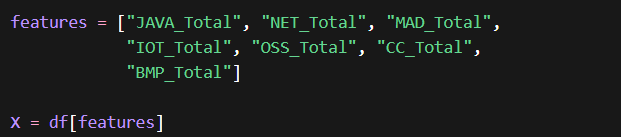 features = ["JAVA_Total", "NET_Total", "MAD_Total",
            "IOT_Total", "OSS_Total", "CC_Total",
            "BMP_Total"]
X = df[features]